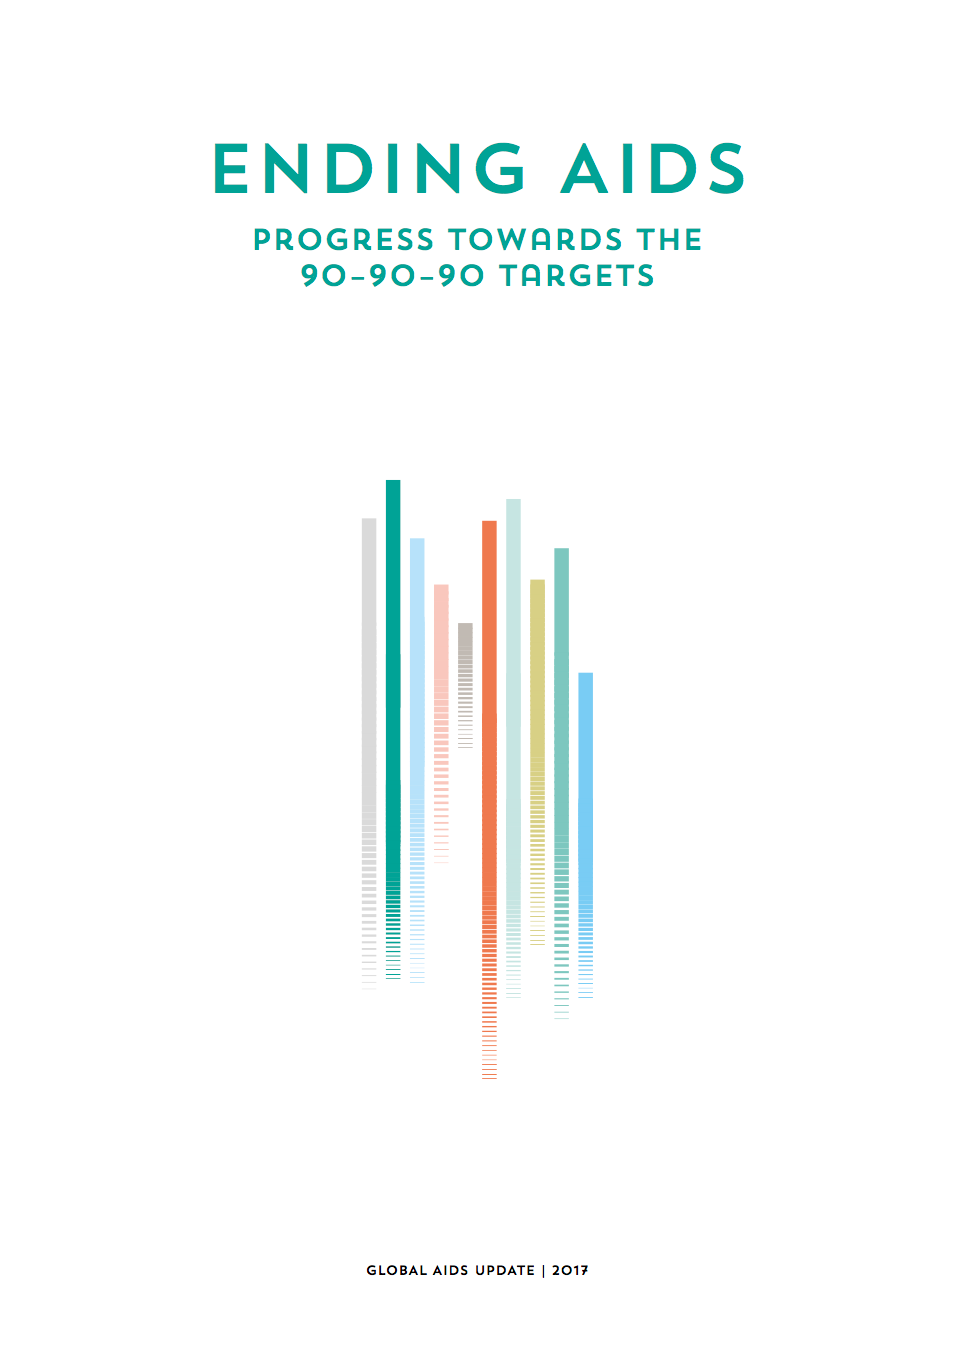 ENDING AIDS
PROGRESS TOWARDS THE
90–90–90 TARGETS
GLOBAL AIDS UPDATE | 2017